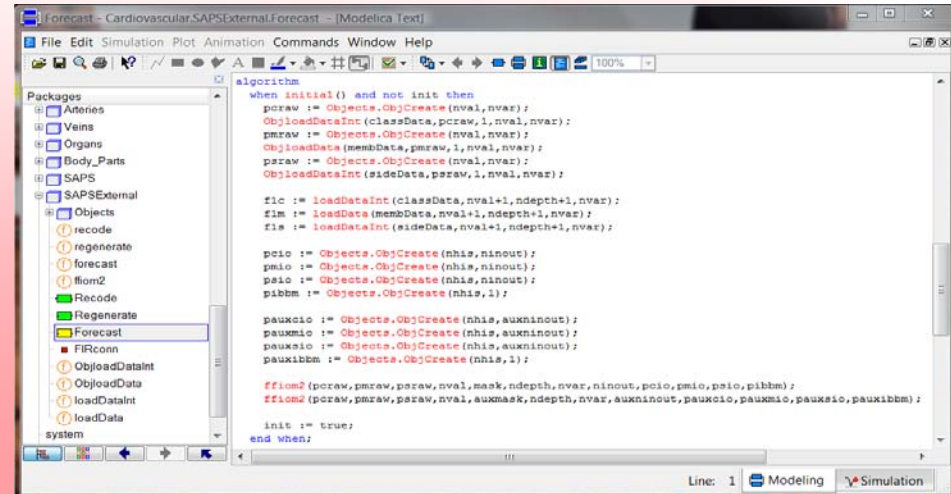 Forecast - Cardiovascular.SAPSExternal.Forecast - [Modelica Text]
File Edit Simulation Plot Animation Commands Window Help
100%
Packages
Arteries
Veins
Organs
Body_Parts
SAPS
SAPSExternal
Objects
recode
regenerate
forecast
ffiom2
Recode
Regenerate
Forecast
FIRconn
ObjloadDataInt
ObjloadData
loadDataInt
loadData
system
algorithm
when initial() and not init then
pcraw := Objects.ObjCreate(nval,nvar);
ObjloadDataInt(classData,pcraw,1,nval,nvar);
pmraw := Objects.ObjCreate(nval,nvar);
ObjloadData(membData,pmraw,1,nval,nvar);
psraw := Objects.ObjCreate(nval,nvar);
ObjloadDataInt(sideData,psraw,1,nval,nvar);
f1c := loadDataInt(classData,nval+1,ndepth+1,nvar);
f1m := loadData(membData,nval+1,ndepth+1,nvar);
f1s := loadDataInt(sideData,nval+1,ndepth+1,nvar);
pcio := Objects.ObjCreate(nhis,ninout);
pmio := Objects.ObjCreate(nhis,ninout);
psio := Objects.ObjCreate(nhis,ninout);
pibbm := Objects.ObjCreate(nhis,1);
pauxcio := Objects.ObjCreate(nhis,auxninout);
pauxmio := Objects.ObjCreate(nhis,auxninout);
pauxsio := Objects.ObjCreate(nhis,auxninout);
pauxibbm := Objects.ObjCreate(nhis,1);
ffiom2(pcraw,pmraw,psraw,nval,mask,ndepth,nvar,ninout,pcio,pmio,psio,pibbm);
ffiom2(pcraw,pmraw,psraw,nval,auxmask,ndepth,nvar,auxninout,pauxcio,pauxmio,pauxsio,pauxibbm);
init := true;
end when;
Line: 1 Modeling Simulation